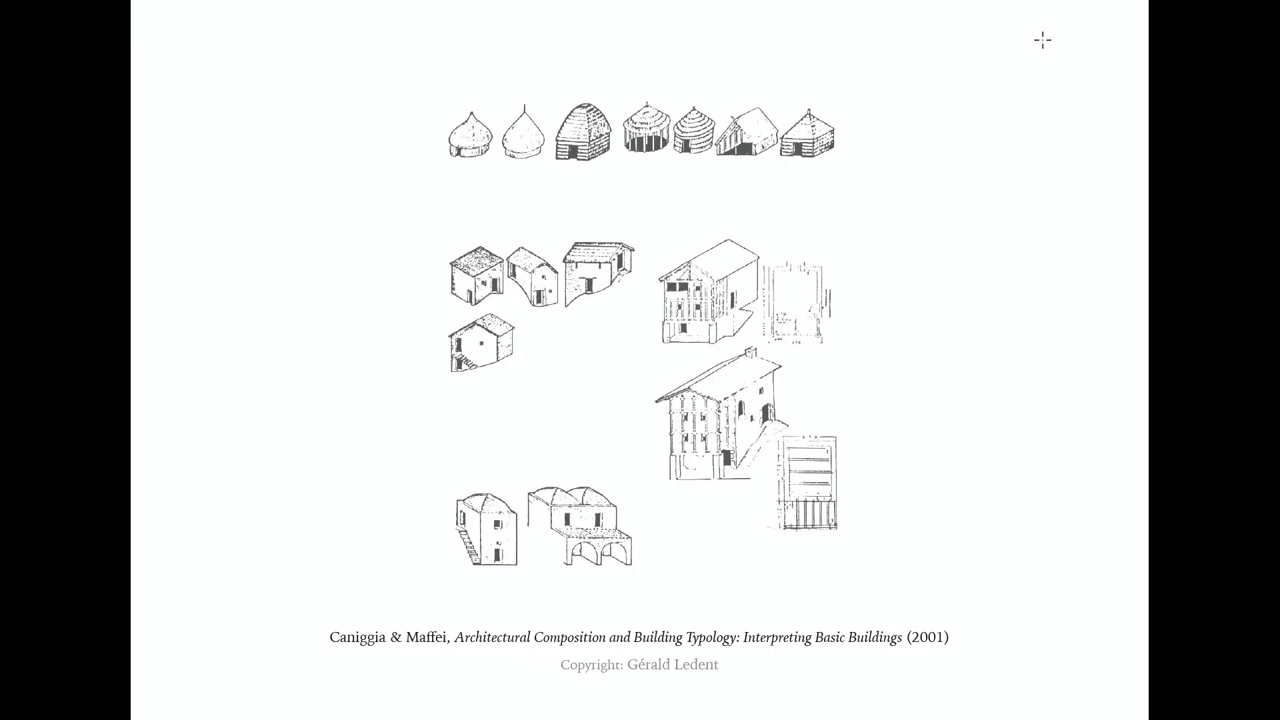 Caniggia & Maffei, Architectural Composition and Building Typology: Interpreting Basic Buildings (2001)
Copyright: Gérald Ledent